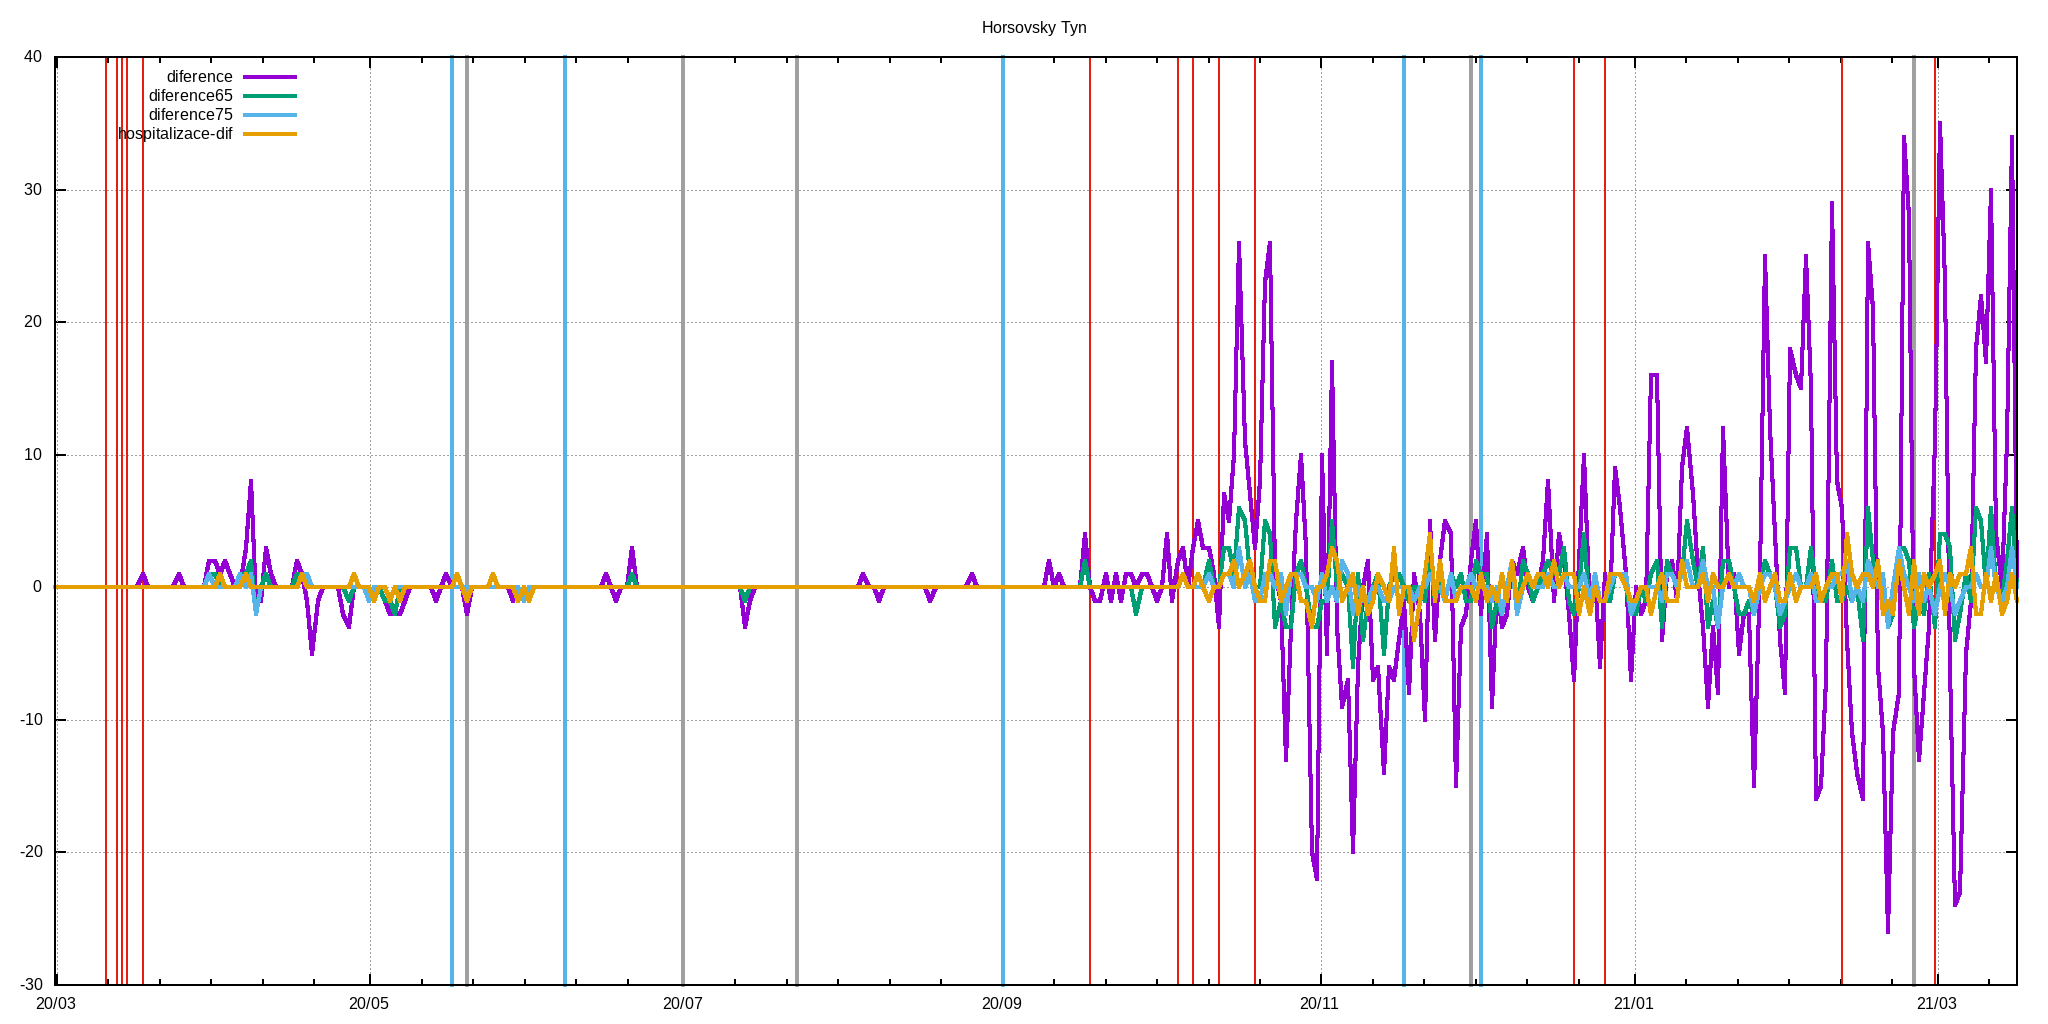 Horsovsky Tyn
40
diference
diference65
diference75
hospitalizace-dif
30
20
10
0
-10
-20
-30
20/03 20/05 20/07 20/09 20/11 21/01 21/03